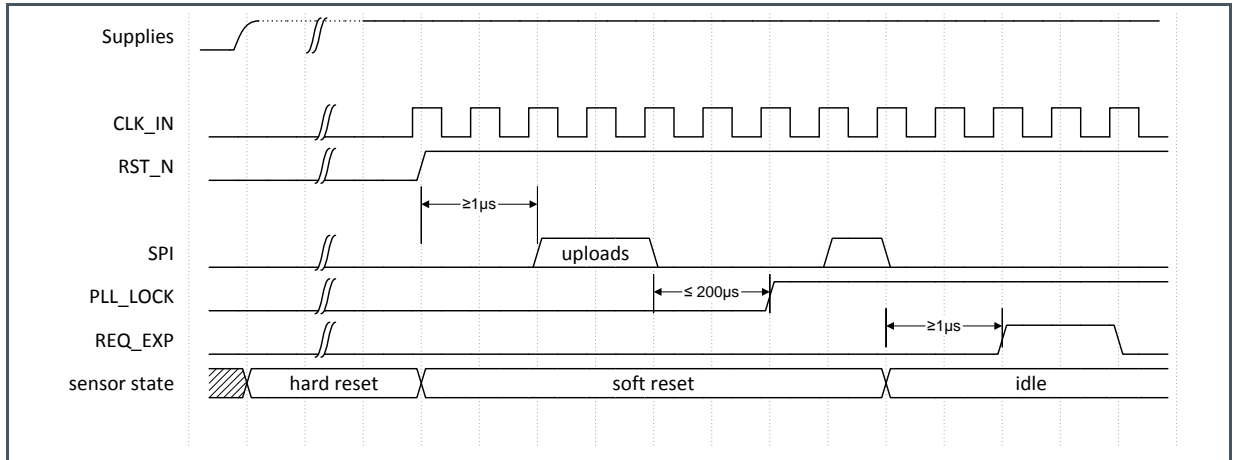 Supplies
CLK_IN
RST_N
≥1µs
SPI
uploads
PLL_LOCK
≤ 200µs
REQ_EXP
≥1µs
sensor state
hard reset
soft reset
idle